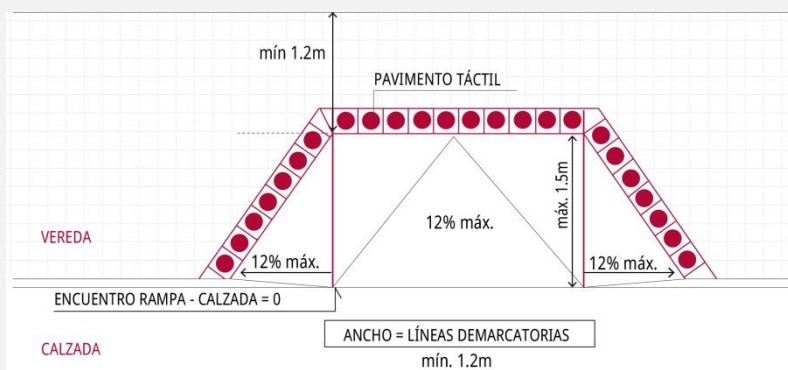 mín 1.2m
PAVIMENTO TÁCTIL
máx. 1.5m
12% máx.
VEREDA
12% máx.
12% máx.
ENCUENTRO RAMPA - CALZADA = 0
ANCHO = LÍNEAS DEMARCATORIAS
CALZADA
mín. 1.2m